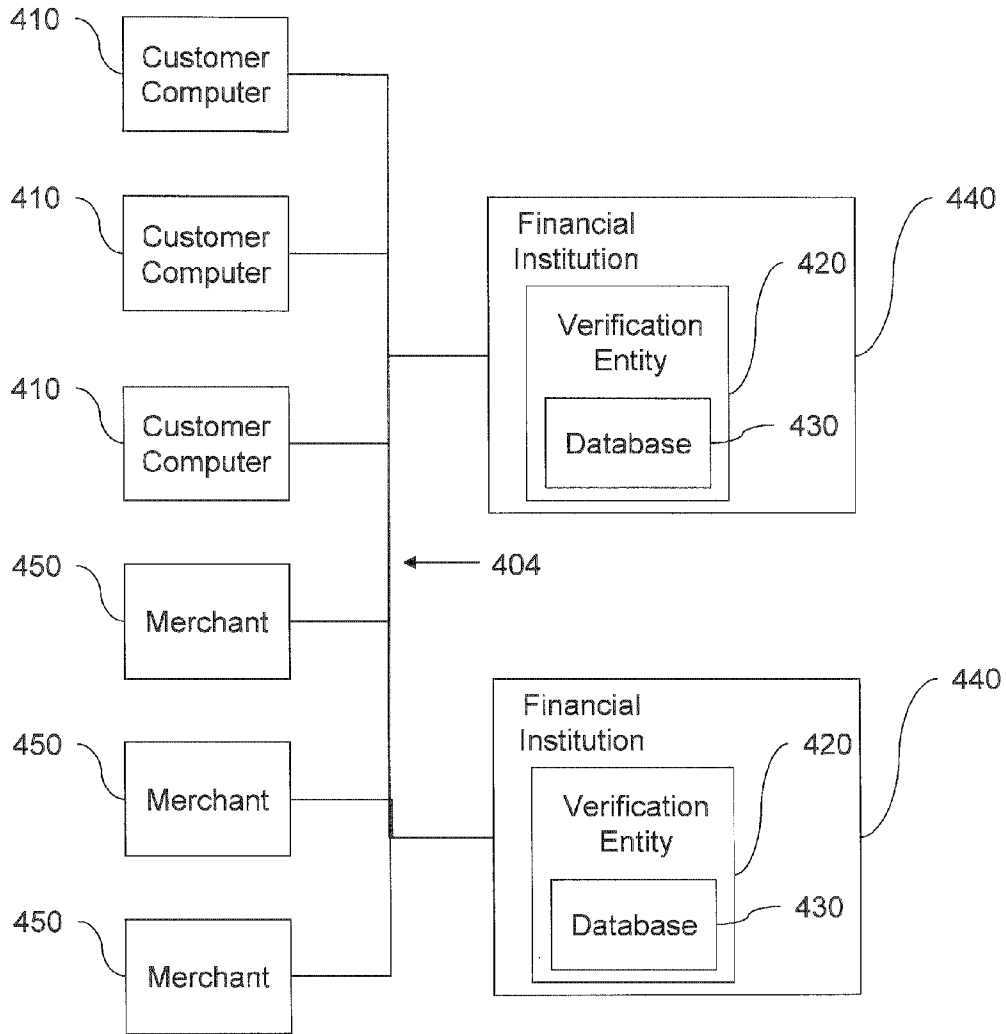 410
Customer
Computer
410
Customer
Computer
410
Customer
Computer
450
Merchant
450
Merchant
450
Merchant
404
Financial
Institution
440
Verification
Entity
420
Database
430
Financial
Institution
440
Verification
Entity
420
Database
430